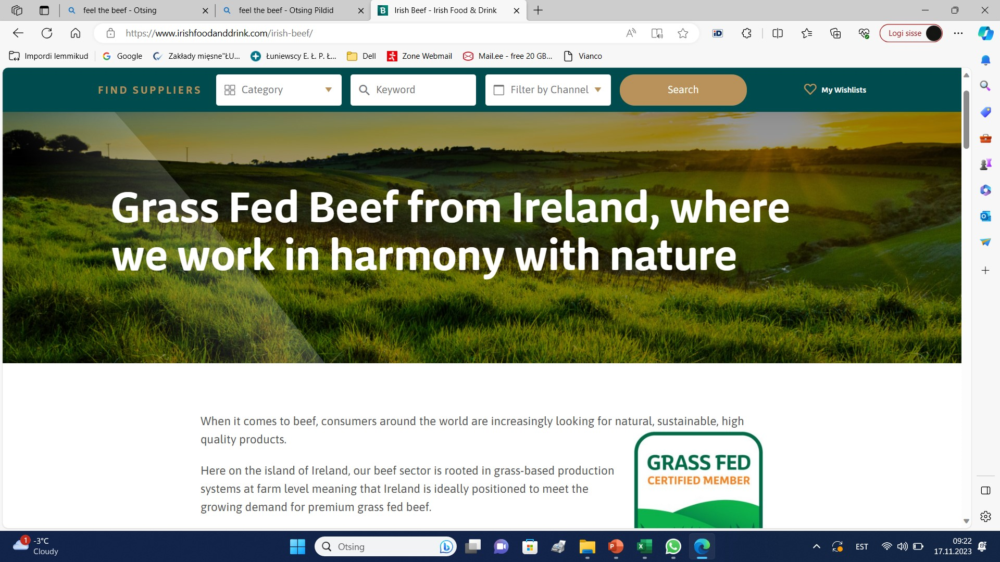 feel the beef - Otsing
feel the beef - Otsing Pildid
B Irish Beef - Irish Food & Drink
https://www.irishfoodanddrink.com/irish-beef/
iD
Logi sisse
Impordi lemmikud
Google
Zakłady mięsne"ŁU...
Łuniewscy E. Ł. P. Ł...
Dell
Zone Webmail
Mail.ee - free 20 GB...
Vianco
FIND SUPPLIERS
Category
Keyword
Filter by Channel
Search
My Wishlists
Grass Fed Beef from Ireland, where
we work in harmony with nature
When it comes to beef, consumers around the world are increasingly looking for natural, sustainable, high
quality products.
Here on the island of Ireland, our beef sector is rooted in grass-based production
systems at farm level meaning that Ireland is ideally positioned to meet the
growing demand for premium grass fed beef.
GRASS FED
CERTIFIED MEMBER
1
-3°C
Cloudy
Otsing
EST
09:22
17.11.2023